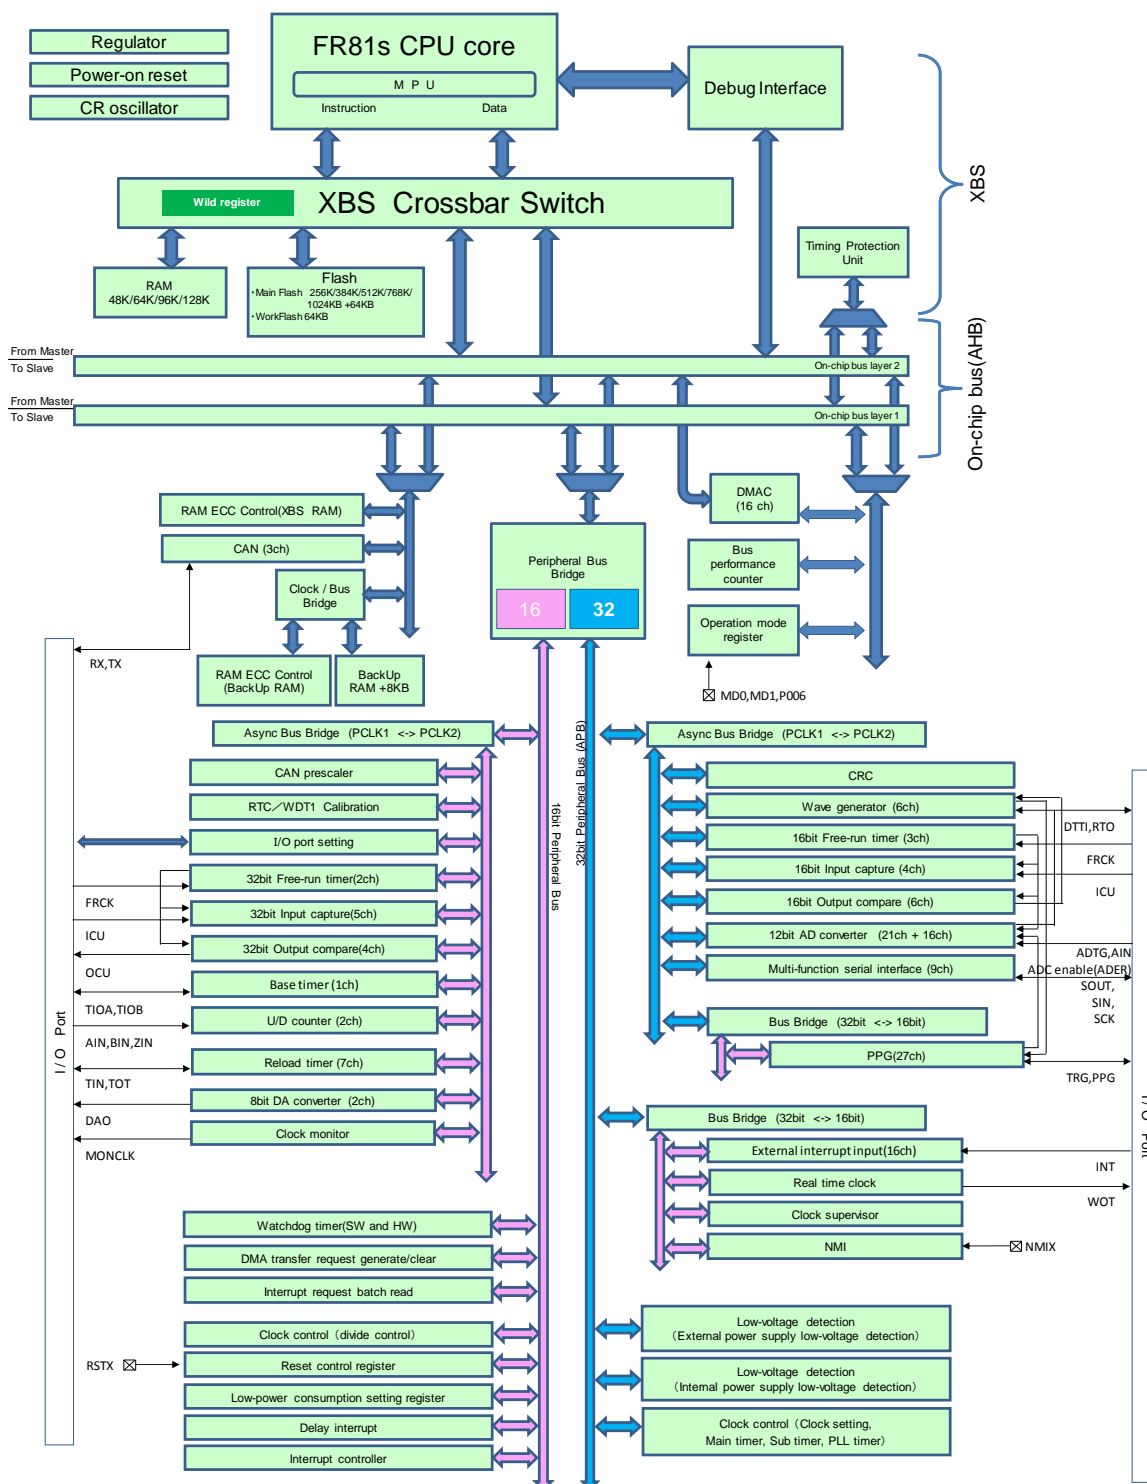 Regulator
Power-on reset
CR oscillator
FR81s CPU core
M P U
Instruction
Data
Debug Interface
XBS
Wild register
XBS Crossbar Switch
Timing Protection
Unit
RAM
48K/64K/96K/128K
Flash
・Main Flash 256K/384K/512K/768K/
1024KB +64KB
・WorkFlash 64KB
On-chip bus(AHB)
From Master
To Slave
On-chip bus layer 2
From Master
To Slave
On-chip bus layer 1
RAM ECC Control(XBS RAM)
CAN (3ch)
Clock / Bus
Bridge
RAM ECC Control
(BackUp RAM)
BackUp
RAM +8KB
RX,TX
Peripheral Bus
Bridge
16
32
DMAC
(16 ch)
Bus
performance
counter
Operation mode
register
MD0,MD1,P006
Async Bus Bridge (PCLK1 <-> PCLK2)
CAN prescaler
RTC／WDT1 Calibration
I/O port setting
32bit Free-run timer(2ch)
FRCK
32bit Input capture(5ch)
ICU
32bit Output compare(4ch)
OCU
Base timer (1ch)
TIOA,TIOB
U/D counter (2ch)
AIN,BIN,ZIN
Reload timer (7ch)
TIN,TOT
8bit DA converter (2ch)
DAO
Clock monitor
MONCLK
I / O Port
16bit Peripheral Bus
32bit Peripheral Bus (APB)
Async Bus Bridge (PCLK1 <-> PCLK2)
CRC
Wave generator (6ch)
DTTI,RTO
16bit Free-run timer (3ch)
FRCK
16bit Input capture (4ch)
ICU
16bit Output compare (6ch)
12bit AD converter (21ch + 16ch)
ADTG,AIN
ADC enable(ADER)
Multi-function serial interface (9ch)
SOUT,
SIN,
SCK
Bus Bridge (32bit <-> 16bit)
PPG(27ch)
TRG,PPG
I/O Port
Bus Bridge (32bit <-> 16bit)
External interrupt input(16ch)
INT
Real time clock
WOT
Clock supervisor
NMI
NMIX
Watchdog timer(SW and HW)
DMA transfer request generate/clear
Interrupt request batch read
Clock control（divide control）
RSTX
Reset control register
Low-power consumption setting register
Delay interrupt
Interrupt controller
Low-voltage detection
（External power supply low-voltage detection）
Low-voltage detection
（Internal power supply low-voltage detection）
Clock control（Clock setting,
Main timer, Sub timer, PLL timer）